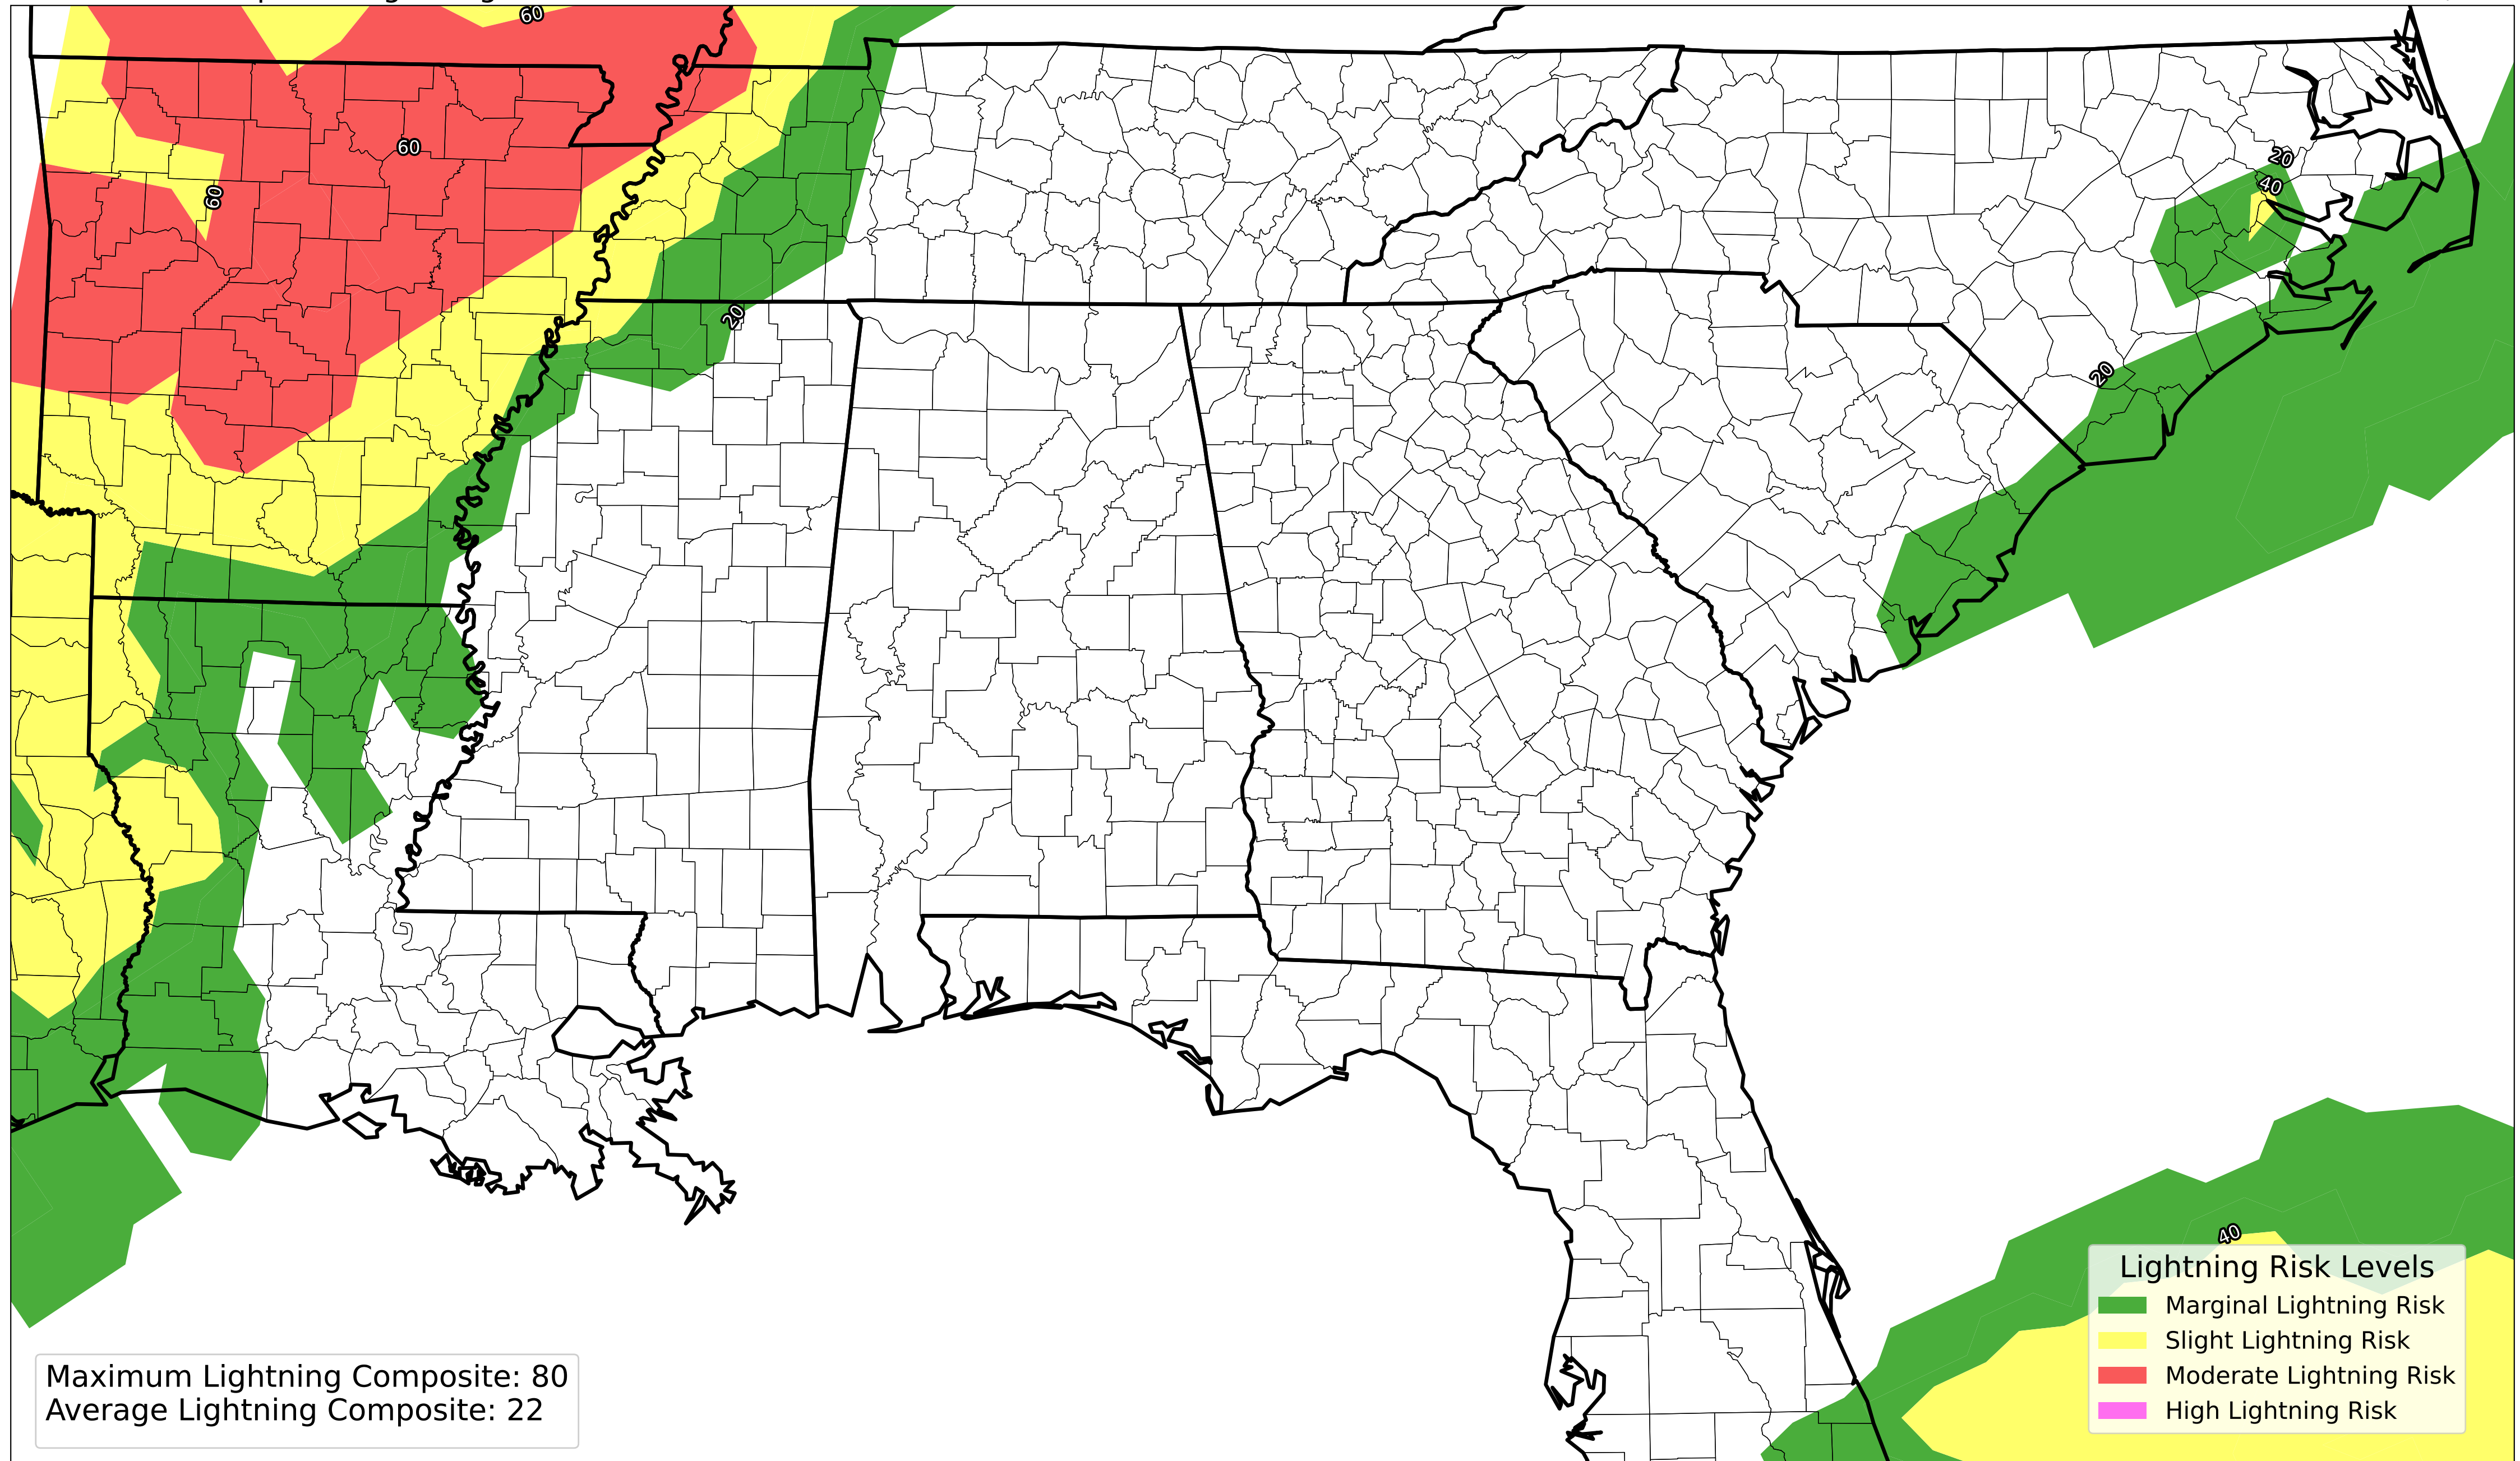 60
60
60
20
20
40
20
40
Lightning Risk Levels
Marginal Lightning Risk
Slight Lightning Risk
Moderate Lightning Risk
High Lightning Risk
Maximum Lightning Composite: 80
Average Lightning Composite: 22